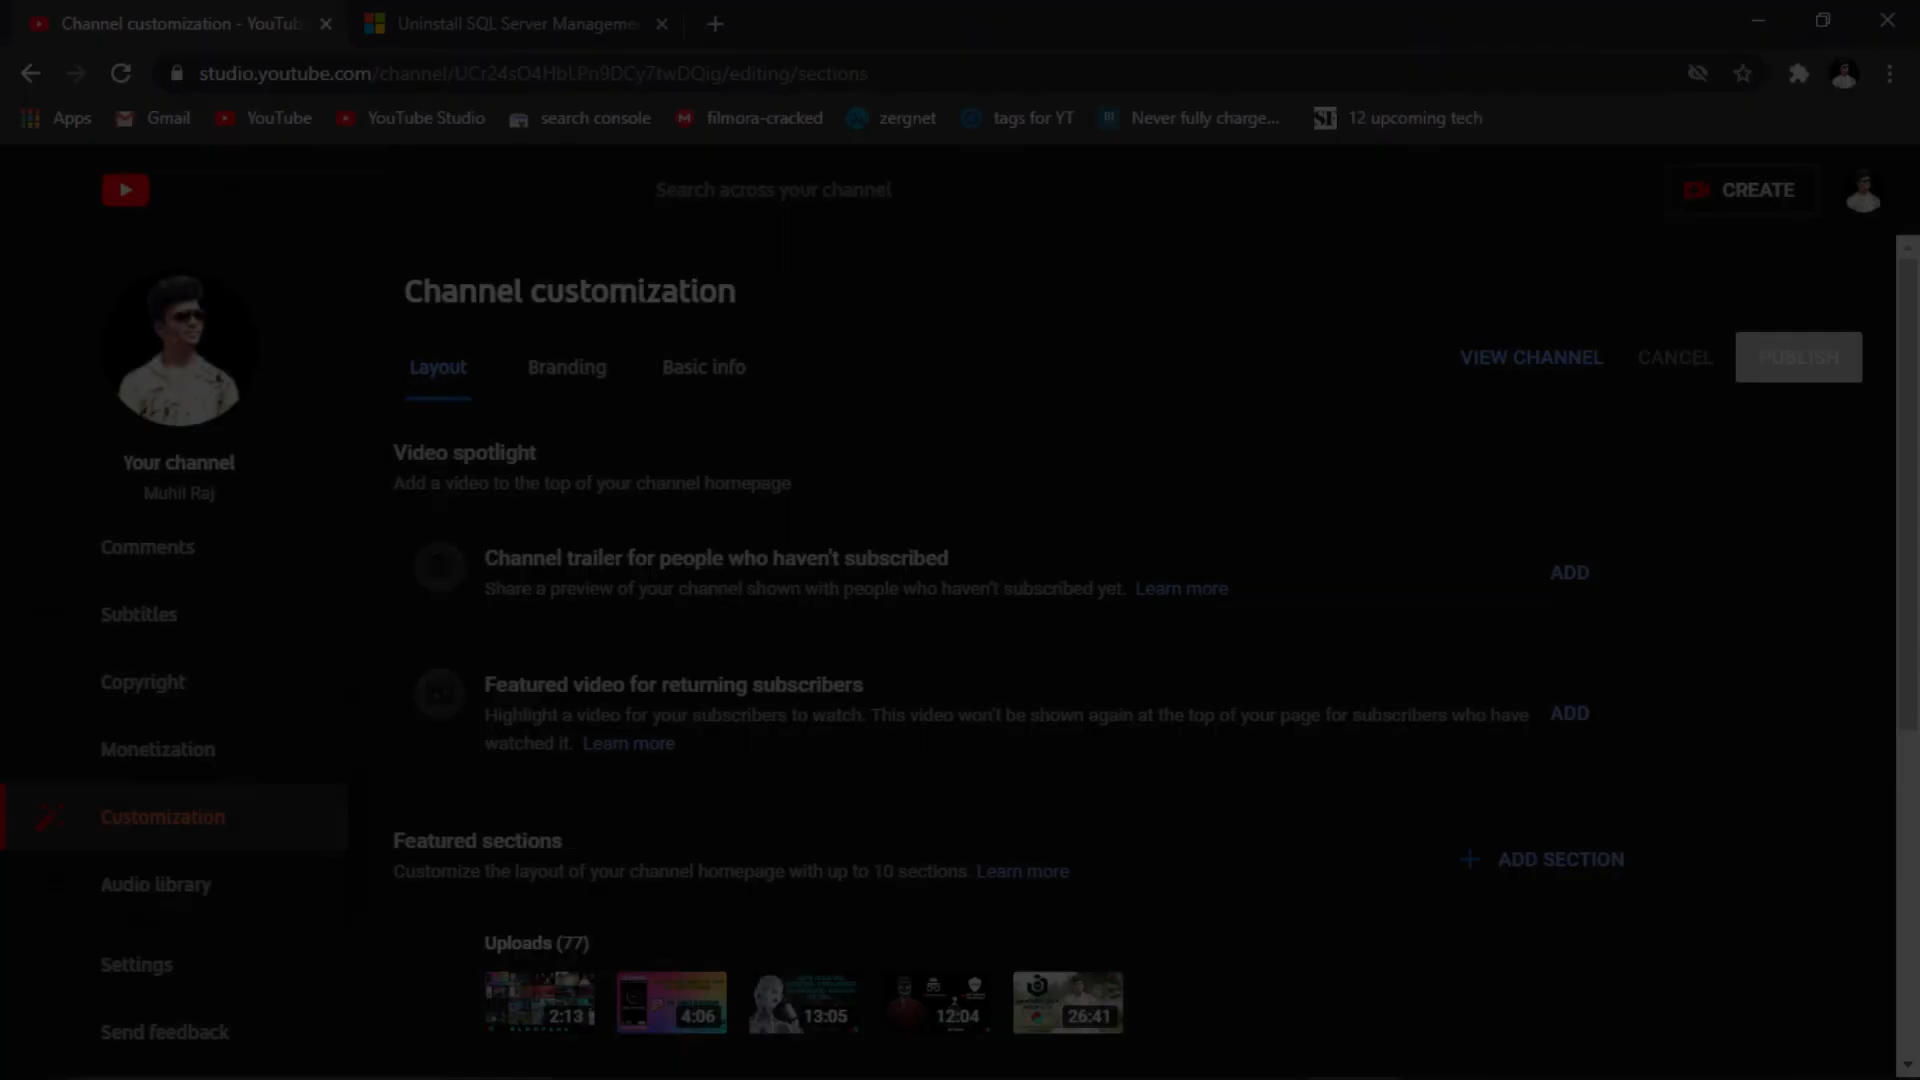 Channel customization - YouTub
Uninstall SQL Server Manageme
studio.youtube.com/channel/UCr24sO4HbLPn9DCy7twDQig/editing/sections
Apps
Gmail
YouTube
YouTube Studio
search console
filmora-cracked
zergnet
tags for YT
Never fully charge...
12 upcoming tech
Search across your channel
CREATE
Channel customization
Layout
Branding
Basic info
VIEW CHANNEL
CANCEL
PUBLISH
Your channel
Muhil Raj
Comments
Subtitles
Copyright
Monetization
Customization
Audio library
Settings
Send feedback
Video spotlight
Add a video to the top of your channel homepage
Channel trailer for people who haven't subscribed
Share a preview of your channel shown with people who haven't subscribed yet. Learn more
ADD
Featured video for returning subscribers
Highlight a video for your subscribers to watch. This video won't be shown again at the top of your page for subscribers who have
watched it. Learn more
ADD
Featured sections
Customize the layout of your channel homepage with up to 10 sections. Learn more
ADD SECTION
Uploads (77)
2:13
4:06
13:05
12:04
26:41